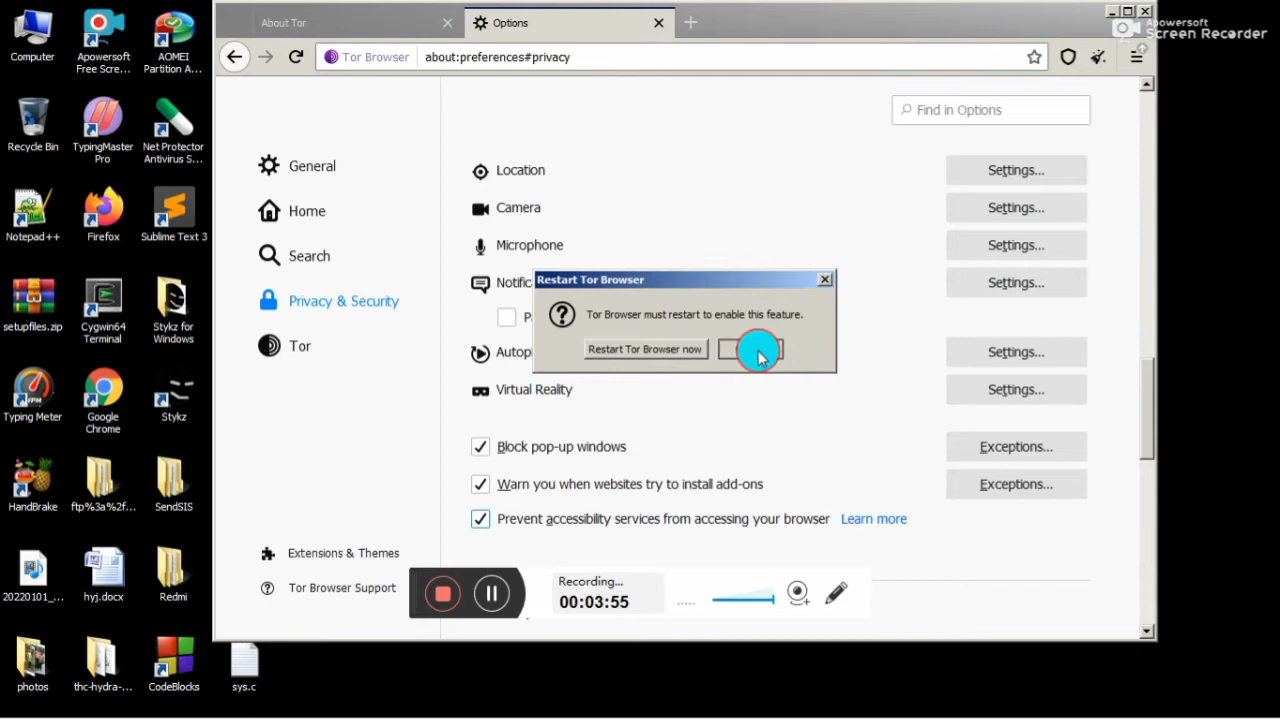 Computer
Apowersoft
Free Scre...
AOMEI
Partition A...
Recycle Bin
TypingMaster
Pro
Net Protector
Antivirus S...
Notepad++
Firefox
Sublime Text 3
setupfiles.zip
Cygwin64
Terminal
Stykz for
Windows
Typing Meter
Google
Chrome
Stykz
HandBrake
ftp%3a%2f...
SendSIS
20220101_...
hyj.docx
Redmi
photos
thc-hydra-...
CodeBlocks
sys.c
About Tor
Options
Apowersoft
Screen Recorder
Tor Browser
about:preferences#privacy
Find in Options
General
Home
Search
Privacy & Security
Tor
Extensions & Themes
Tor Browser Support
Location
Settings...
Camera
Settings...
Microphone
Settings...
Notific
Settings...
P
Autop
Settings...
Virtual Reality
Settings...
Restart Tor Browser
Tor Browser must restart to enable this feature.
Restart Tor Browser now
Block pop-up windows
Exceptions...
Warn you when websites try to install add-ons
Exceptions...
Prevent accessibility services from accessing your browser
Learn more
Recording...
00:03:55